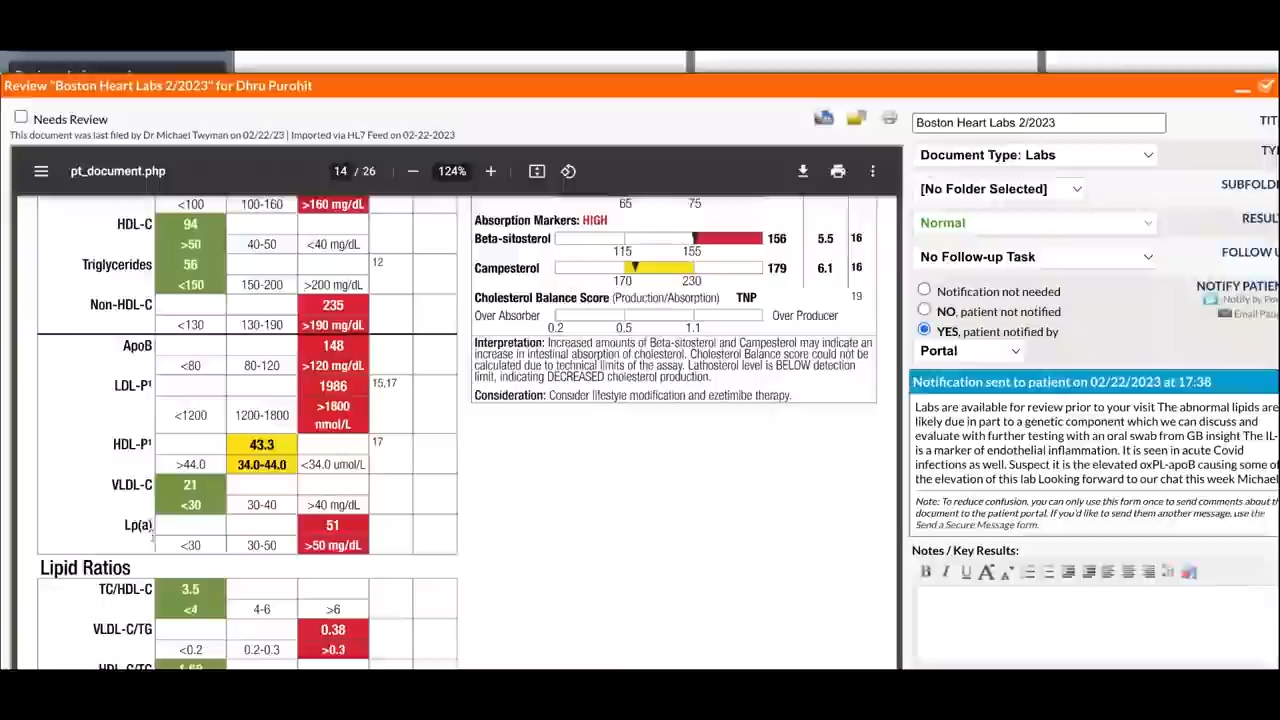 Review "Boston Heart Labs 2/2023" for Dhru Purohit
Needs Review
This document was last filed by Dr Michael Twyman on 02/22/23 | Imported via HL7 Feed on 02-22-2023
pt_document.php
14 / 26
124%
<100 100-160 >160 mg/dL
HDL-C 94
>50 40-50 <40 mg/dL
Triglycerides 56 12
<150 150-200 >200 mg/dL
Non-HDL-C 235
<130 130-190 >190 mg/dL
ApoB 148
<80 80-120 >120 mg/dL
LDL-P¹ 1986 15,17
<1200 1200-1800 >1800
nmol/L
HDL-P¹ 43.3 17
>44.0 34.0-44.0 <34.0 umol/L
VLDL-C 21
<30 30-40 >40 mg/dL
Lp(a) 51
<30 30-50 >50 mg/dL
Lipid Ratios
TC/HDL-C 3.5
<4 4-6 >6
VLDL-C/TG 0.38
<0.2 0.2-0.3 >0.3
HDL-C/TG 1.68
65 75
Absorption Markers: HIGH
Beta-sitosterol 156 5.5 16
115 155
Campesterol 179 6.1 16
170 230
Cholesterol Balance Score (Production/Absorption) TNP 19
Over Absorber Over Producer
0.2 0.5 1.1
Interpretation: Increased amounts of Beta-sitosterol and Campesterol may indicate an
increase in intestinal absorption of cholesterol. Cholesterol Balance score could not be
calculated due to technical limits of the assay. Lathosterol level is BELOW detection
limit, indicating DECREASED cholesterol production.
Consideration: Consider lifestyle modification and ezetimibe therapy.
Boston Heart Labs 2/2023 TIT
Document Type: Labs TY
[No Folder Selected] SUBFOLD
Normal RESUL
No Follow-up Task FOLLOW U
NOTIFY PATIEN
Notification not needed
Notify by Po
NO, patient not notified
Email Pati
YES, patient notified by
Portal
Notification sent to patient on 02/22/2023 at 17:38
Labs are available for review prior to your visit The abnormal lipids are
likely due in part to a genetic component which we can discuss and
evaluate with further testing with an oral swab from GB insight The IL-
is a marker of endothelial inflammation. It is seen in acute Covid
infections as well. Suspect it is the elevated oxPL-apoB causing some of
the elevation of this lab Looking forward to our chat this week Michael
Note: To reduce confusion, you can only use this form once to send comments about th
document to the patient portal. If you'd like to send them another message, use the
Send a Secure Message form.
Notes / Key Results:
B I U A A